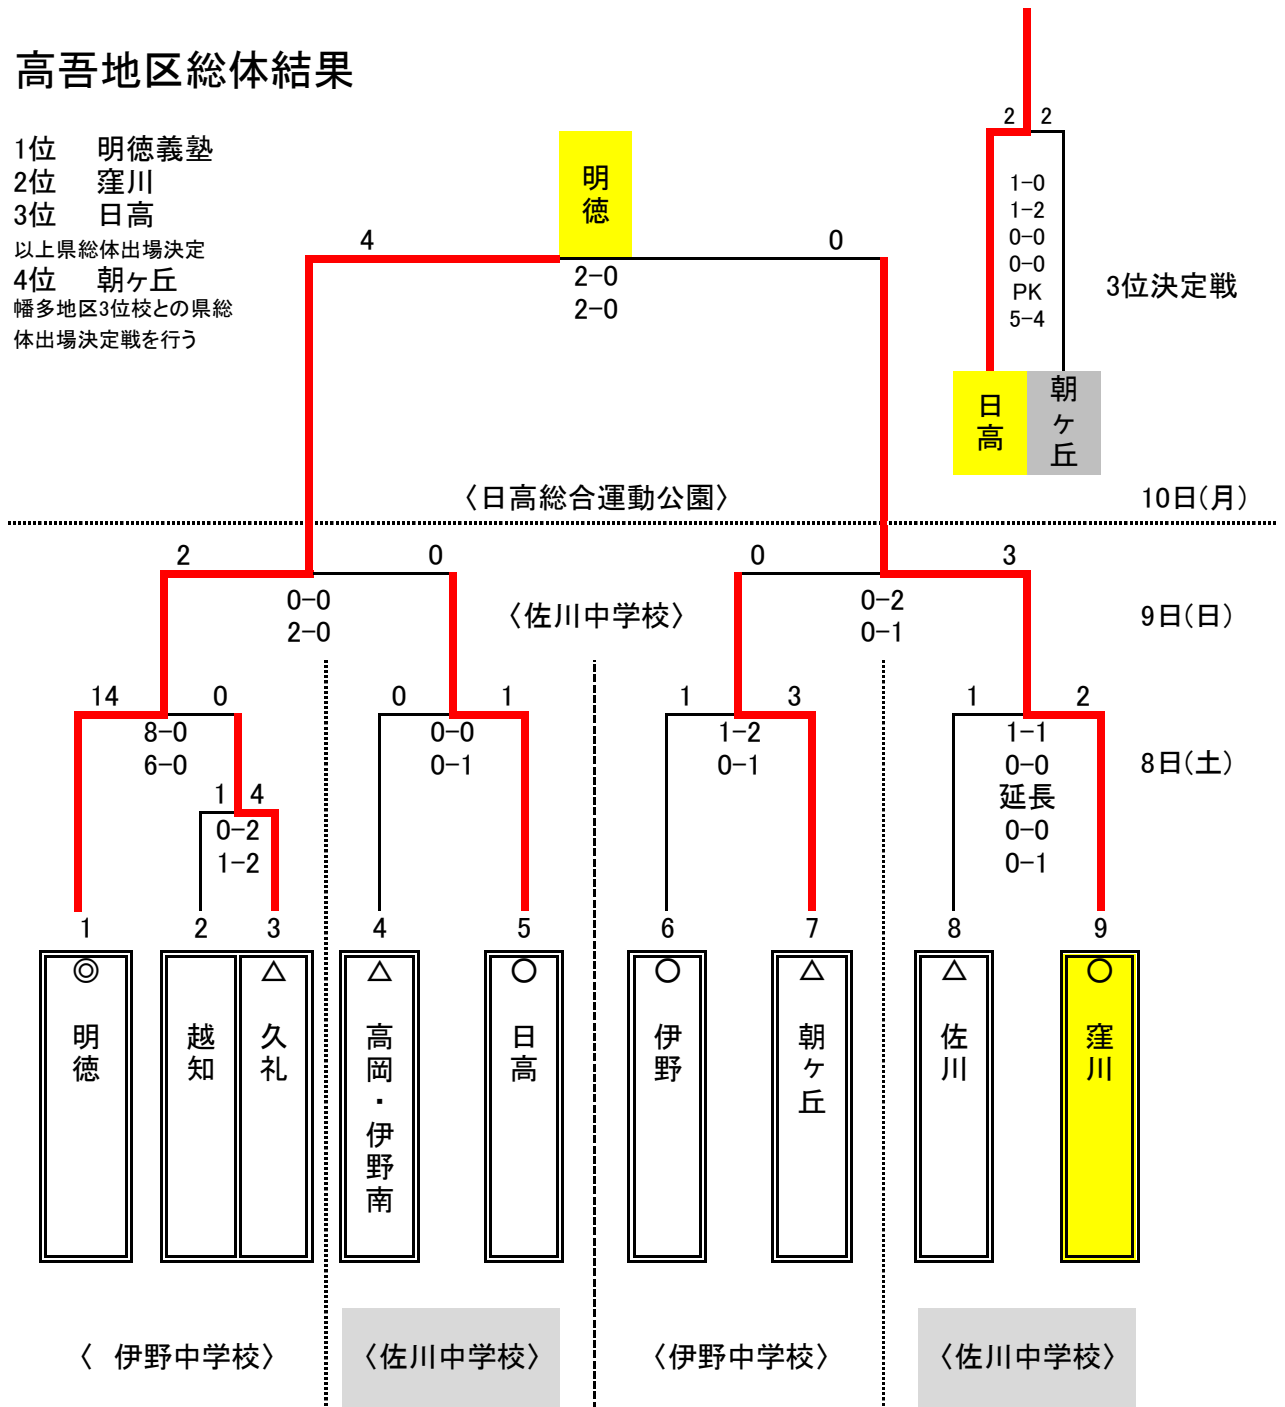 高吾地区総体結果
1位 明徳義塾
2位 窪川
3位 日高
以上県総体出場決定
4位 朝ヶ丘
幡多地区3位校との県総
体出場決定戦を行う
明徳
4 0
2-0
2-0
2 2
1-0
1-2
0-0
0-0
PK
5-4
3位決定戦
日高
朝ヶ丘
〈日高総合運動公園〉
10日(月)
2 0
0-0
2-0
〈佐川中学校〉
0 3
0-2
0-1
9日(日)
14 0
8-0
6-0
1 4
0-2
1-2
0 1
0-0
0-1
1 3
1-2
0-1
1 2
1-1
0-0
延長
0-0
0-1
8日(土)
1 2 3 4 5 6 7 8 9
◎ △ △ ○ ○ △ △ ○
明徳
越知
久礼
高岡・伊野南
日高
伊野
朝ヶ丘
佐川
窪川
〈 伊野中学校〉
〈佐川中学校〉
〈伊野中学校〉
〈佐川中学校〉